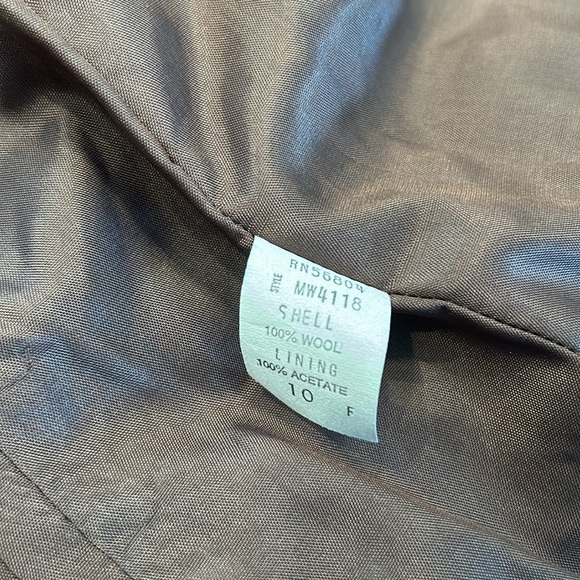 RN56804
STYLE MW4118
SHELL
100% WOOL
LINING
100% ACETATE
10 F